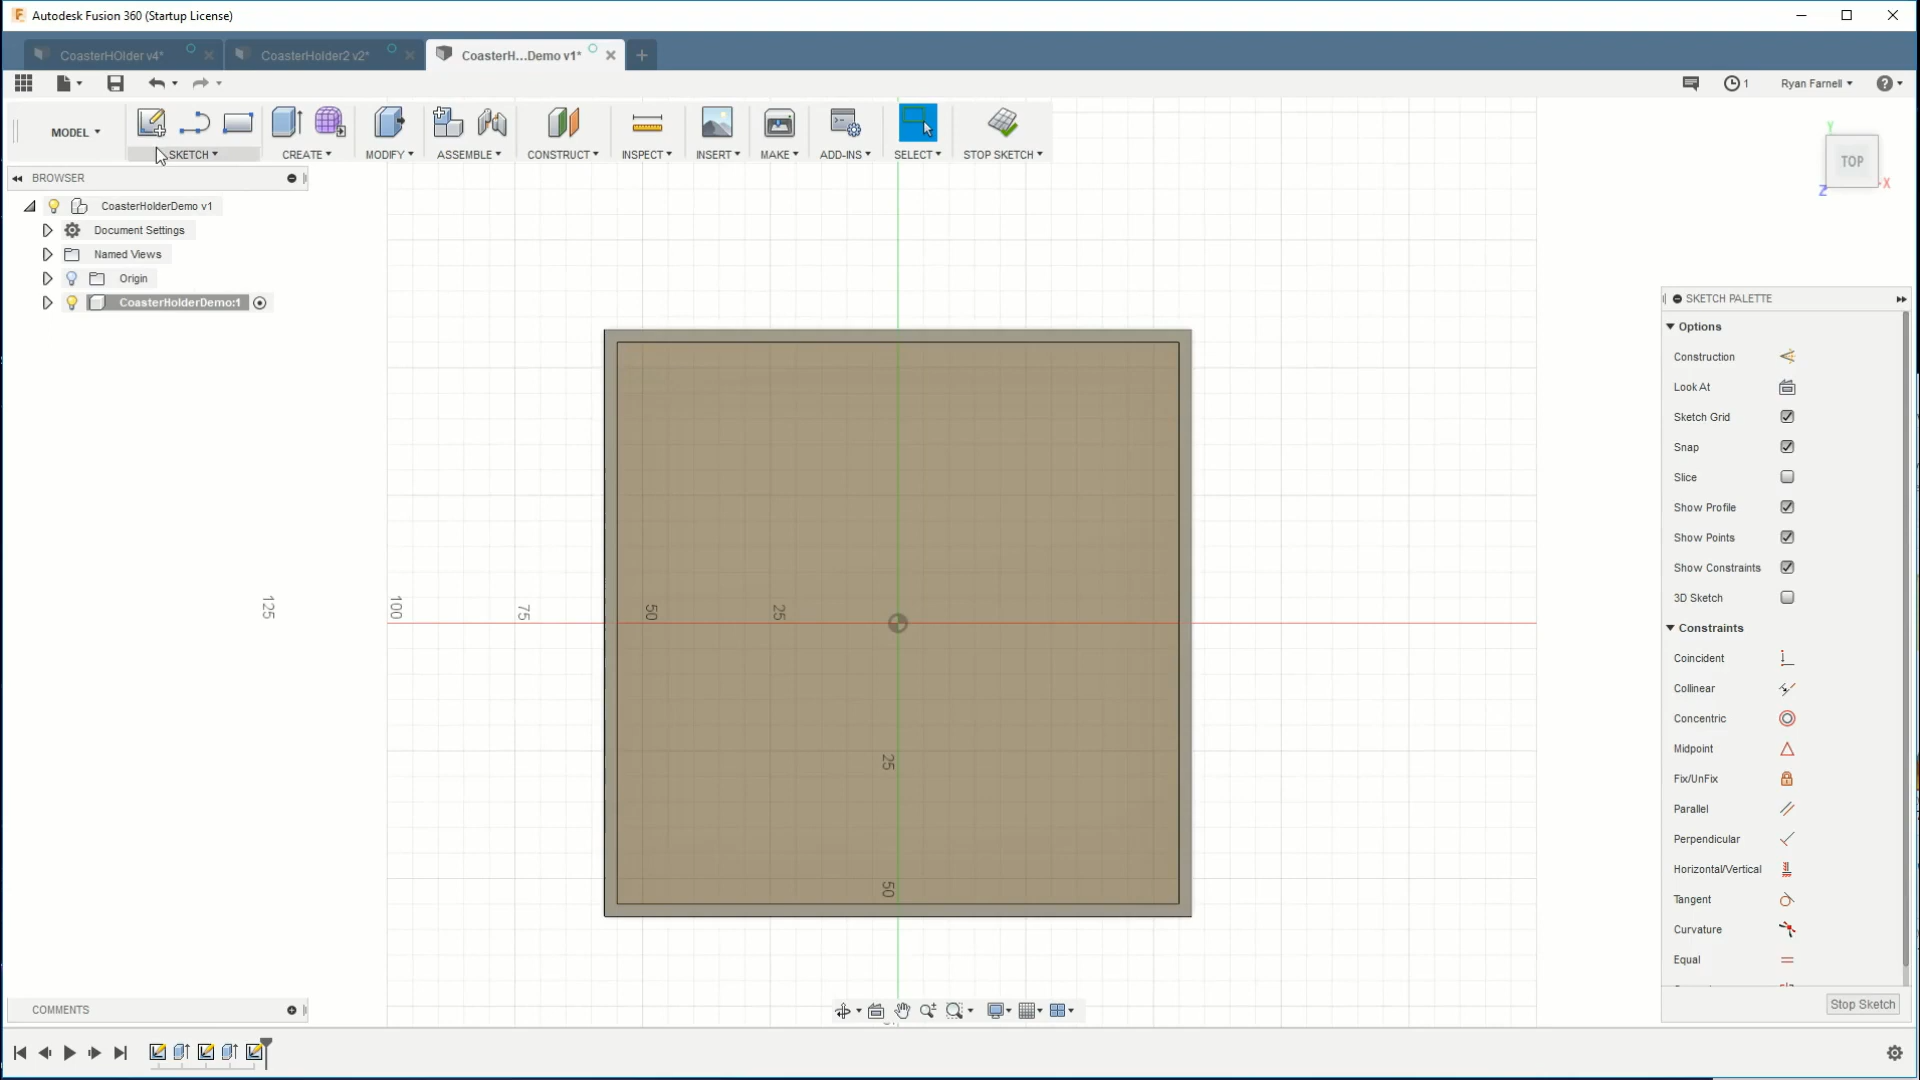 Autodesk Fusion 360 (Startup License)
CoasterHOlder v4*
CoasterHolder2 v2*
CoasterH...Demo v1*
1
Ryan Farnell
MODEL
SKETCH
CREATE
MODIFY
ASSEMBLE
CONSTRUCT
INSPECT
INSERT
MAKE
ADD-INS
SELECT
STOP SKETCH
BROWSER
CoasterHolderDemo v1
Document Settings
Named Views
Origin
CoasterHolderDemo:1
Y
TOP
X
Z
125
100
75
50
25
25
50
SKETCH PALETTE
Options
Construction
Look At
Sketch Grid
Snap
Slice
Show Profile
Show Points
Show Constraints
3D Sketch
Constraints
Coincident
Collinear
Concentric
Midpoint
Fix/UnFix
Parallel
Perpendicular
Horizontal/Vertical
Tangent
Curvature
Equal
Stop Sketch
COMMENTS